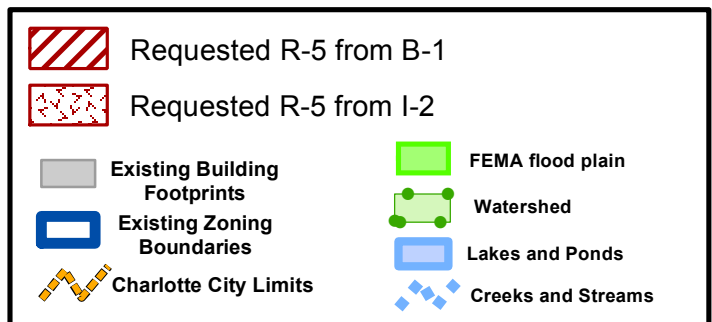 Requested R-5 from B-1
Requested R-5 from I-2
Existing Building
Footprints
Existing Zoning
Boundaries
Charlotte City Limits
FEMA flood plain
Watershed
Lakes and Ponds
Creeks and Streams